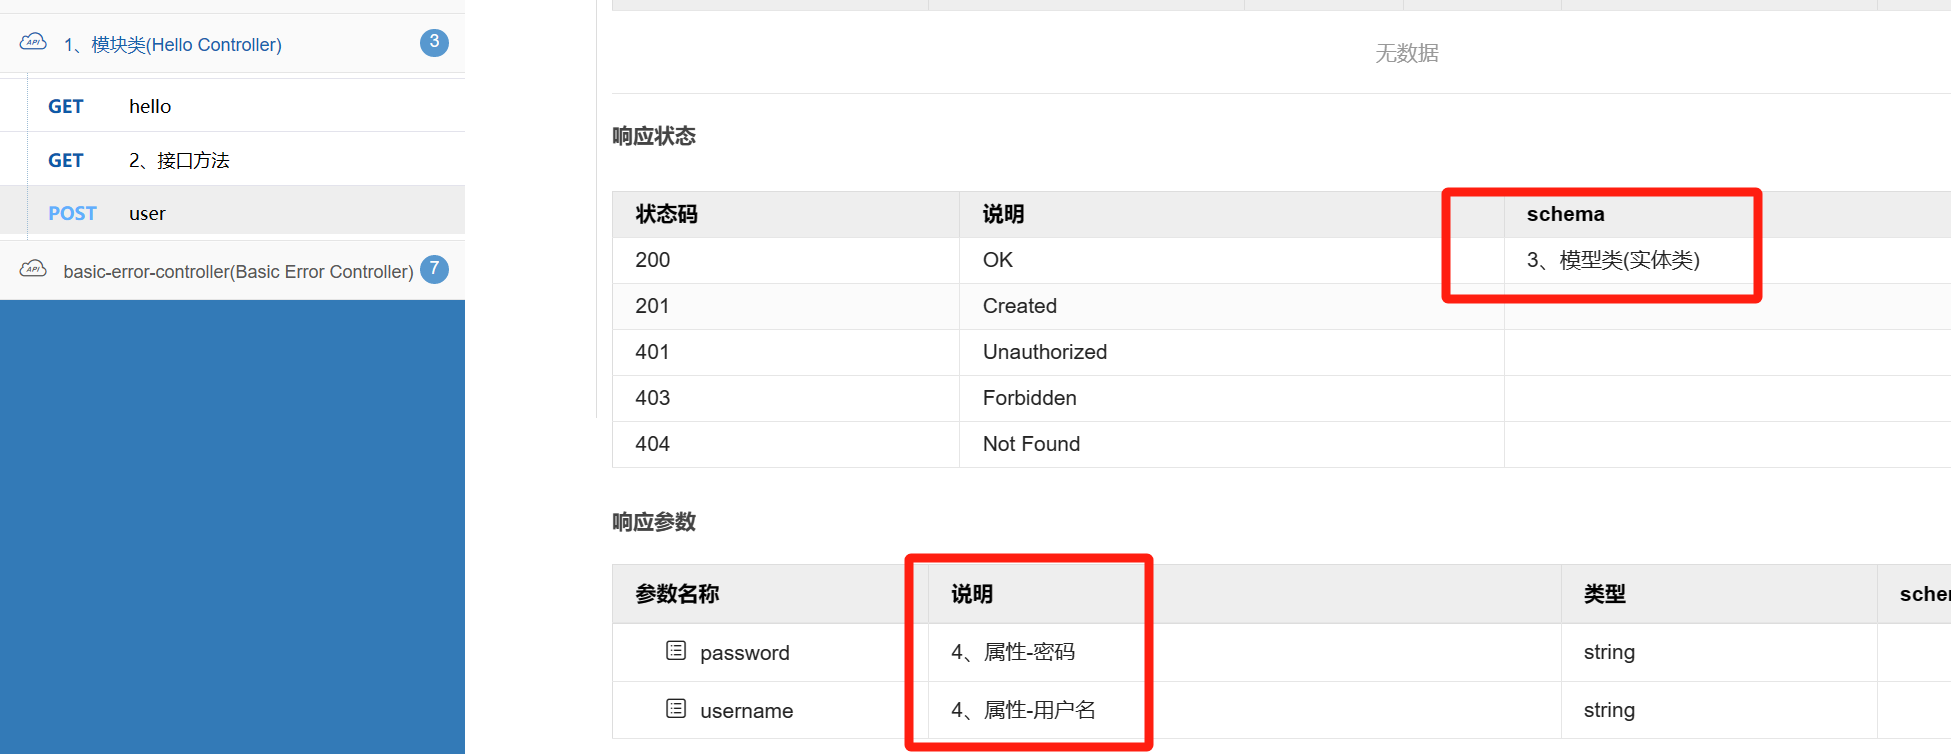 API 1、模块类(Hello Controller) 3
GET hello
GET 2、接口方法
POST user
API basic-error-controller(Basic Error Controller) 7
无数据
响应状态
状态码 说明 schema
200 OK 3、模型类(实体类)
201 Created
401 Unauthorized
403 Forbidden
404 Not Found
响应参数
参数名称 说明 类型 schem
password 4、属性-密码 string
username 4、属性-用户名 string